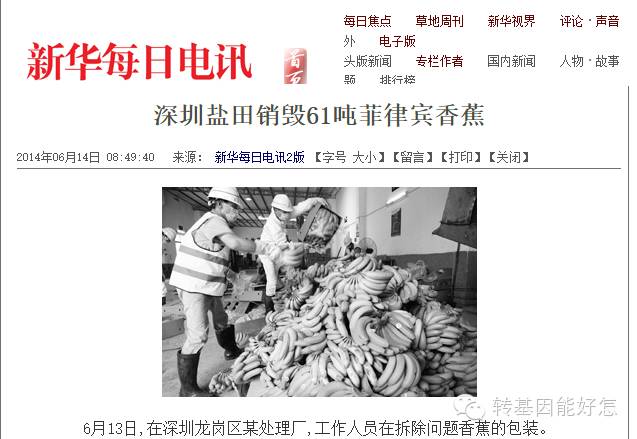 新华每日电讯 首页
每日焦点 草地周刊 新华视界 评论·声音
外 电子版
头版新闻 专栏作者 国内新闻 人物·故事
题 排行榜
深圳盐田销毁61吨菲律宾香蕉
2014年06月14日 08:49:40 来源: 新华每日电讯2版 【字号 大小】【留言】【打印】【关闭】
6月13日,在深圳龙岗区某处理厂,工作人员在拆除问题香蕉的包装。
转基因能好怎